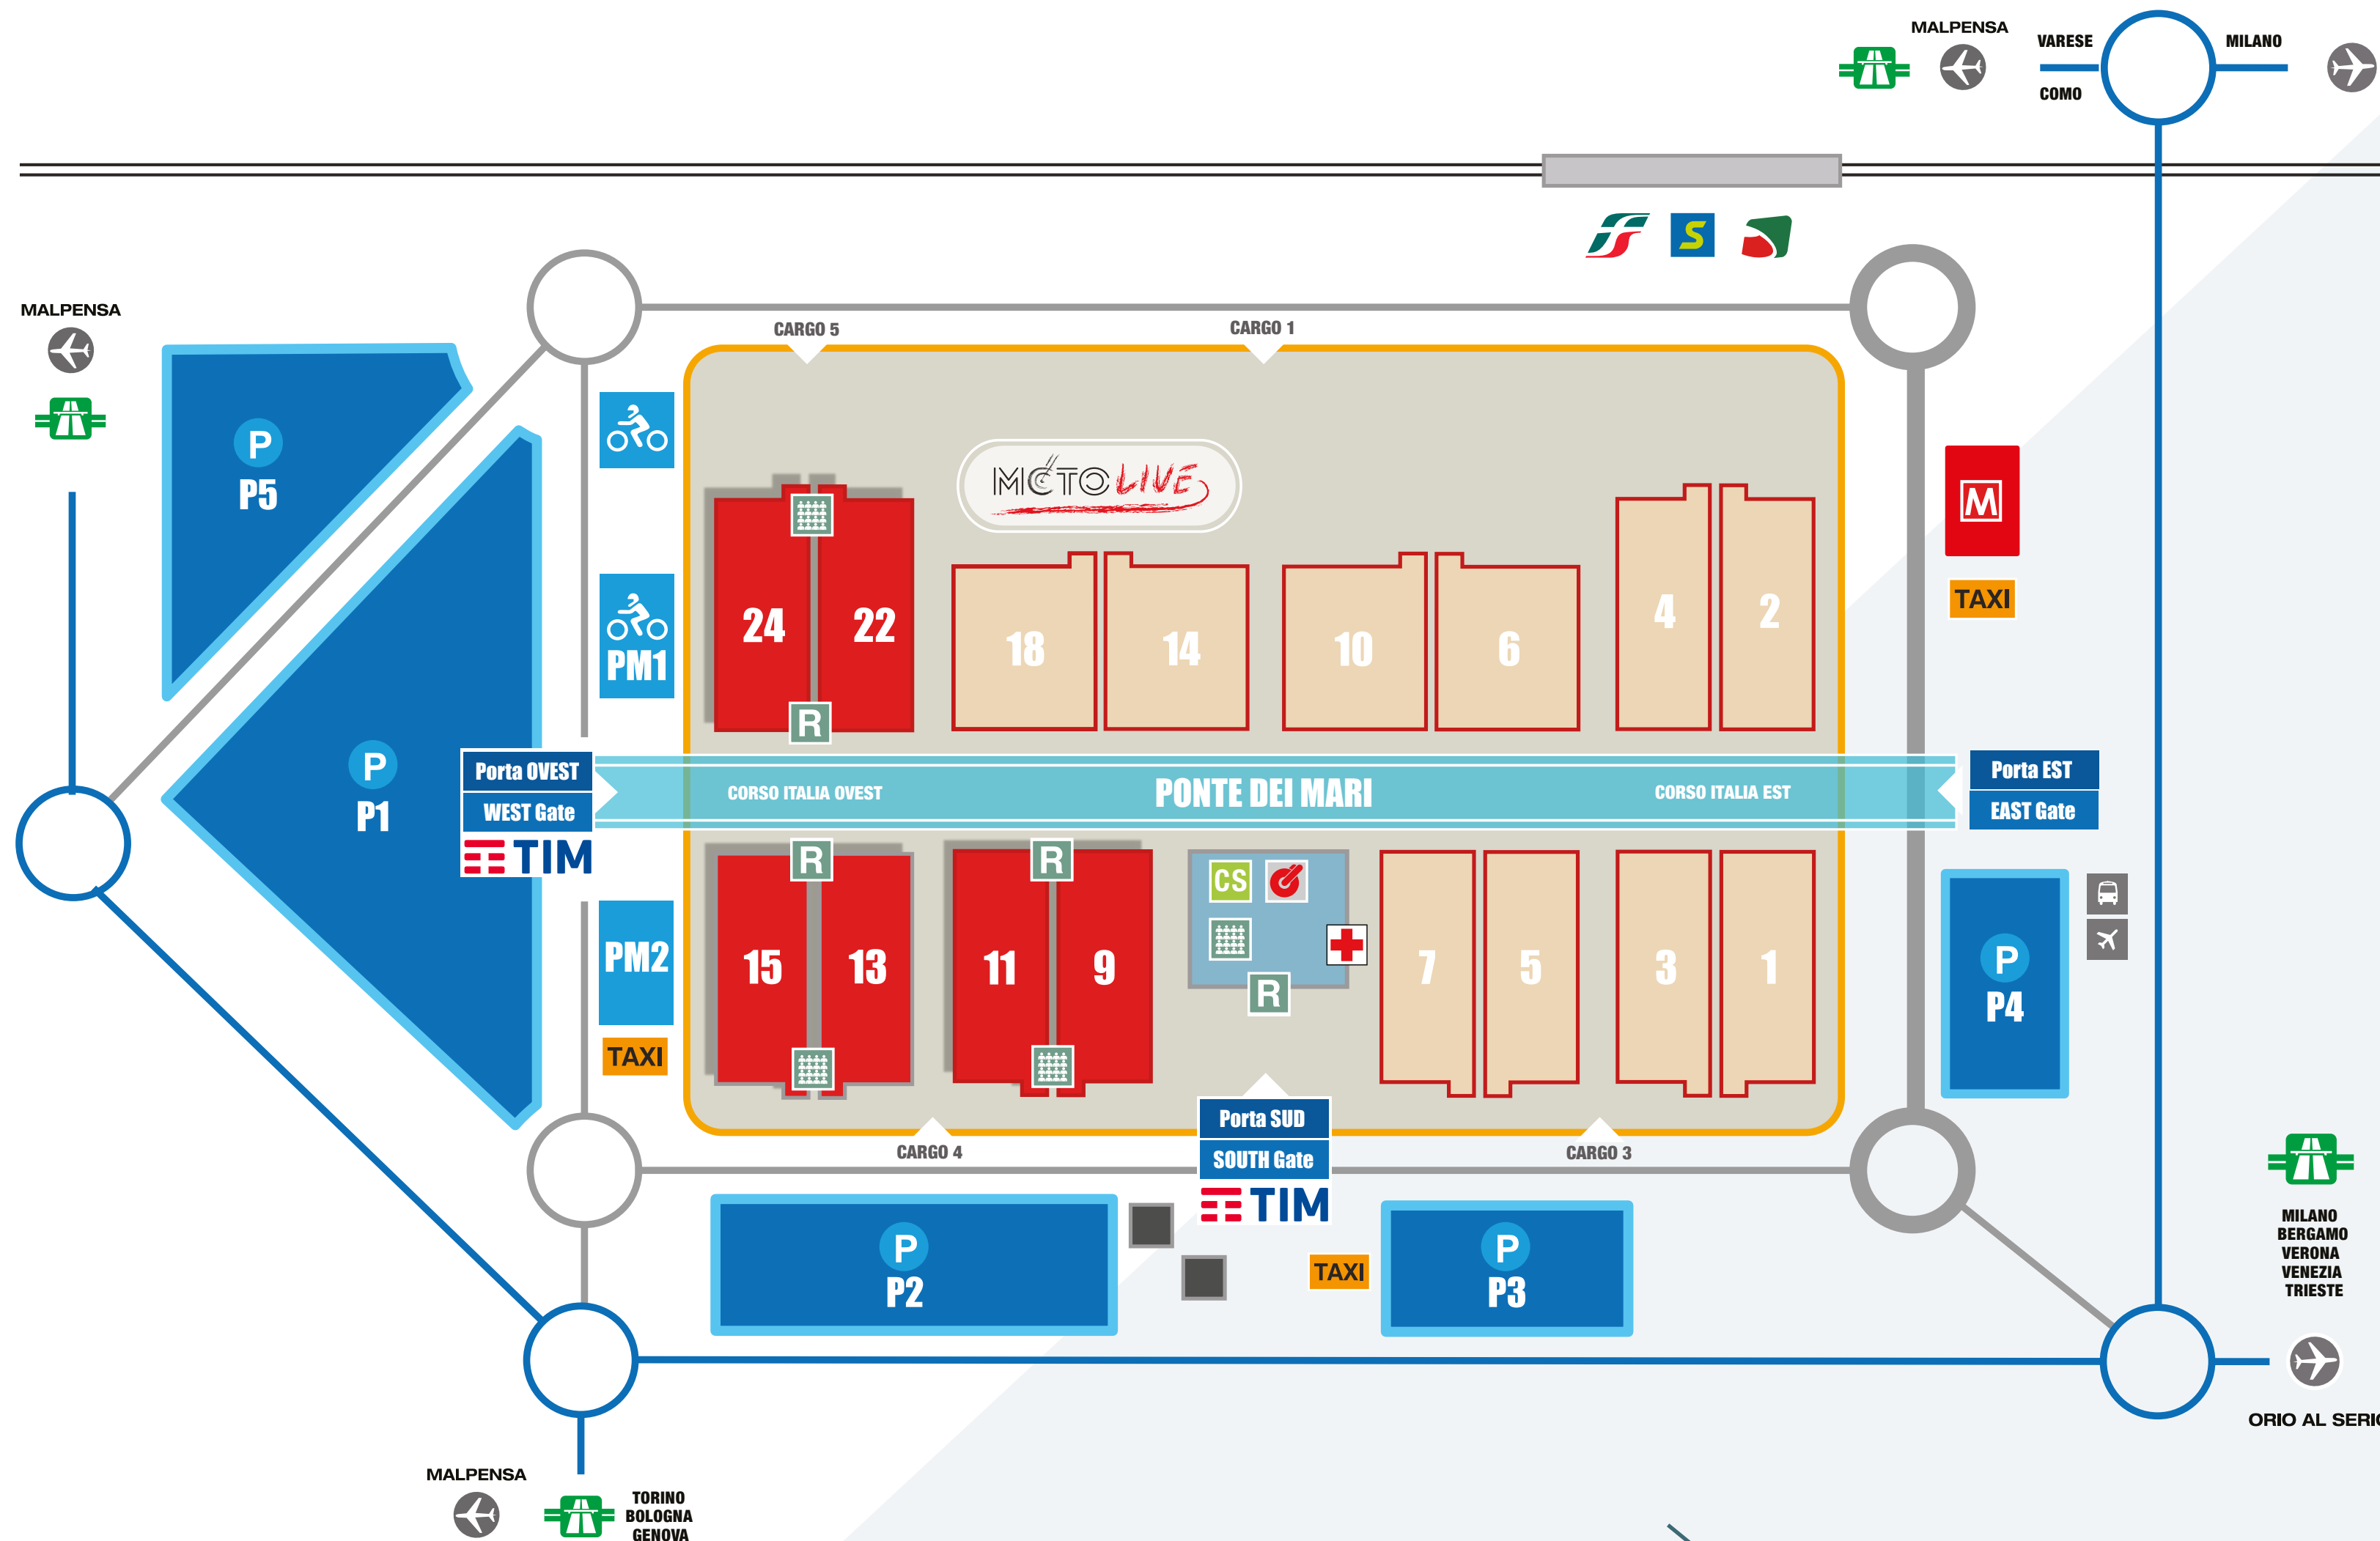 MALPENSA
VARESE
MILANO
COMO
S
MALPENSA
CARGO 5
CARGO 1
P
P5
MOTO LIVE
M
TAXI
PM1
24
22
18
14
10
6
4
2
R
P
P1
Porta OVEST
WEST Gate
TIM
CORSO ITALIA OVEST
PONTE DEI MARI
CORSO ITALIA EST
Porta EST
EAST Gate
R
R
CS
PM2
15
13
11
9
7
5
3
1
R
P
P4
TAXI
Porta SUD
SOUTH Gate
TIM
CARGO 4
CARGO 3
P
P2
TAXI
P
P3
MILANO
BERGAMO
VERONA
VENEZIA
TRIESTE
ORIO AL SERIO
MALPENSA
TORINO
BOLOGNA
GENOVA